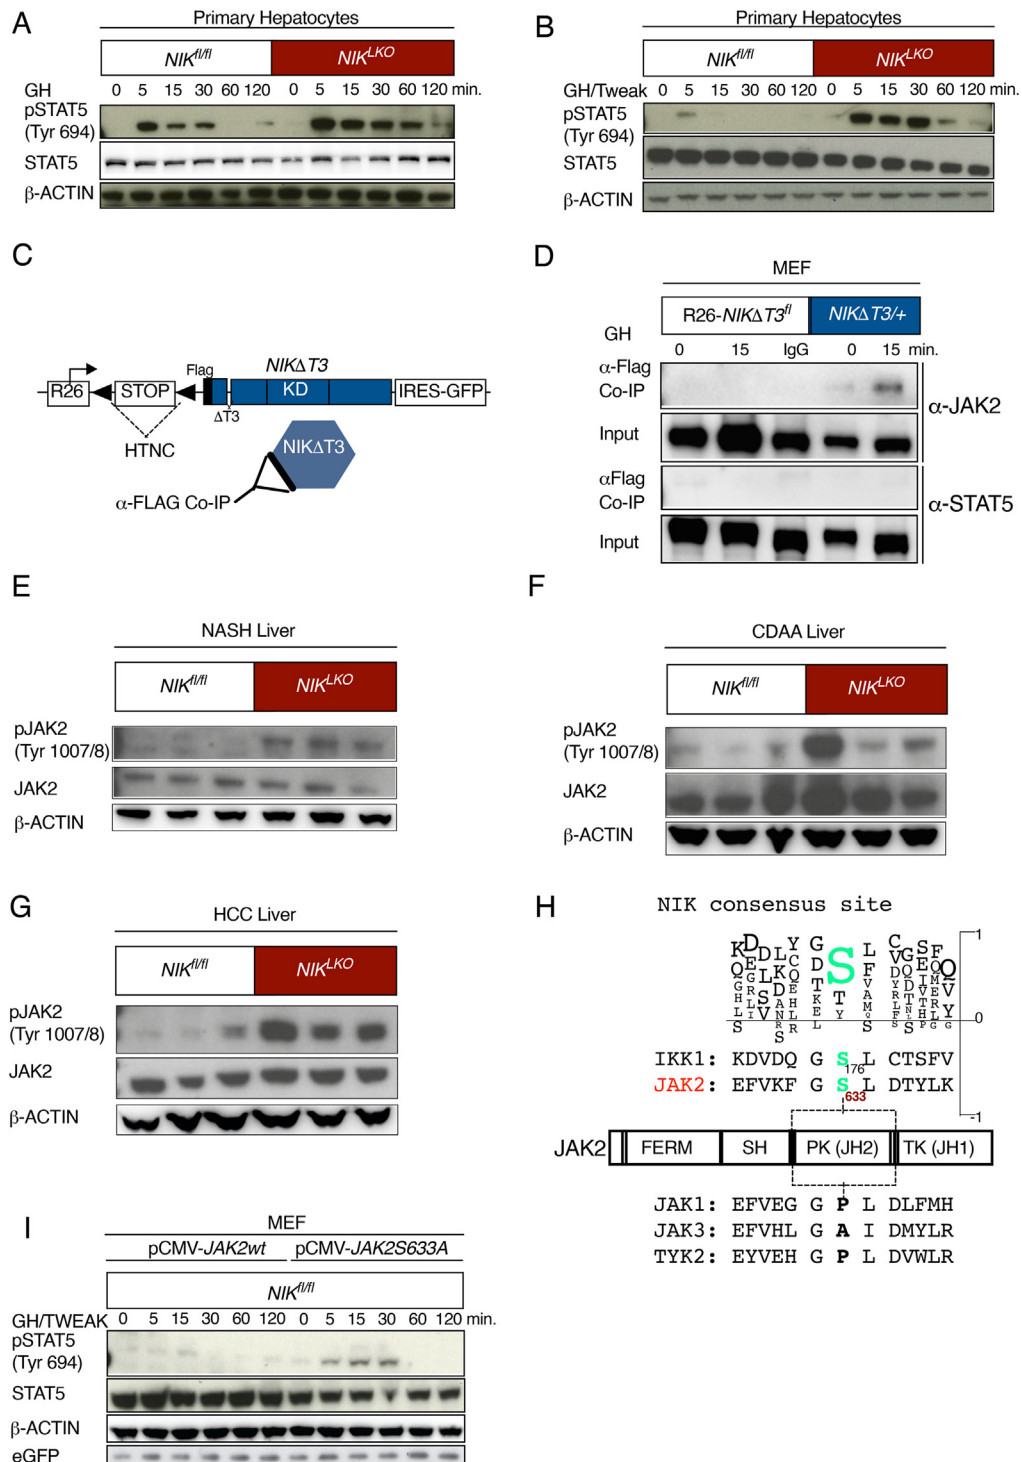 A
Primary Hepatocytes
NIKfl/fl NIKLKO
GH 0 5 15 30 60 120 0 5 15 30 60 120 min.
pSTAT5
(Tyr 694)
STAT5
β-ACTIN
B
Primary Hepatocytes
NIKfl/fl NIKLKO
GH/Tweak 0 5 15 30 60 120 0 5 15 30 60 120 min.
pSTAT5
(Tyr 694)
STAT5
β-ACTIN
C
NIKΔT3
Flag
R26 STOP KD IRES-GFP
ΔT3
HTNC
NIKΔT3
α-FLAG Co-IP
D
MEF
R26-NIKΔT3fl NIKΔT3/+
GH
0 15 IgG 0 15 min.
α-Flag
Co-IP
α-JAK2
Input
αFlag
Co-IP
α-STAT5
Input
E
NASH Liver
NIKfl/fl NIKLKO
pJAK2
(Tyr 1007/8)
JAK2
β-ACTIN
F
CDAA Liver
NIKfl/fl NIKLKO
pJAK2
(Tyr 1007/8)
JAK2
β-ACTIN
G
HCC Liver
NIKfl/fl NIKLKO
pJAK2
(Tyr 1007/8)
JAK2
β-ACTIN
H
NIK consensus site
1
0
-1
IKK1: KDVDQ G S L CTSFV
176
JAK2: EFVKF G S L DTYLK
633
JAK2 FERM SH PK (JH2) TK (JH1)
JAK1: EFVEG G P L DLFMH
JAK3: EFVHL G A I DMYLR
TYK2: EYVEH G P L DVWLR
I
MEF
pCMV-JAK2wt pCMV-JAK2S633A
NIKfl/fl
GH/TWEAK 0 5 15 30 60 120 0 5 15 30 60 120 min.
pSTAT5
(Tyr 694)
STAT5
β-ACTIN
eGFP